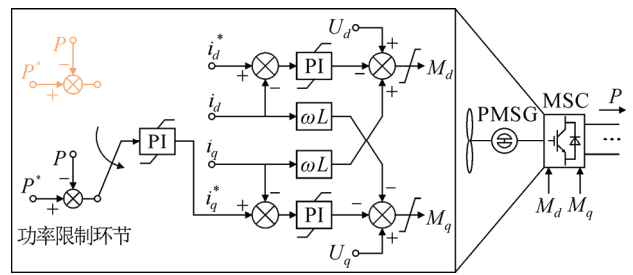 U_d
P
i_d^*
+
PI
−
+
M_d
P^*
+
−
+
−
i_d
ωL
PMSG
MSC
P
PI
P
i_q
ωL
P^*
−
+
i_q^*
−
+
PI
−
−
+
M_q
M_d
M_q
功率限制环节
U_q